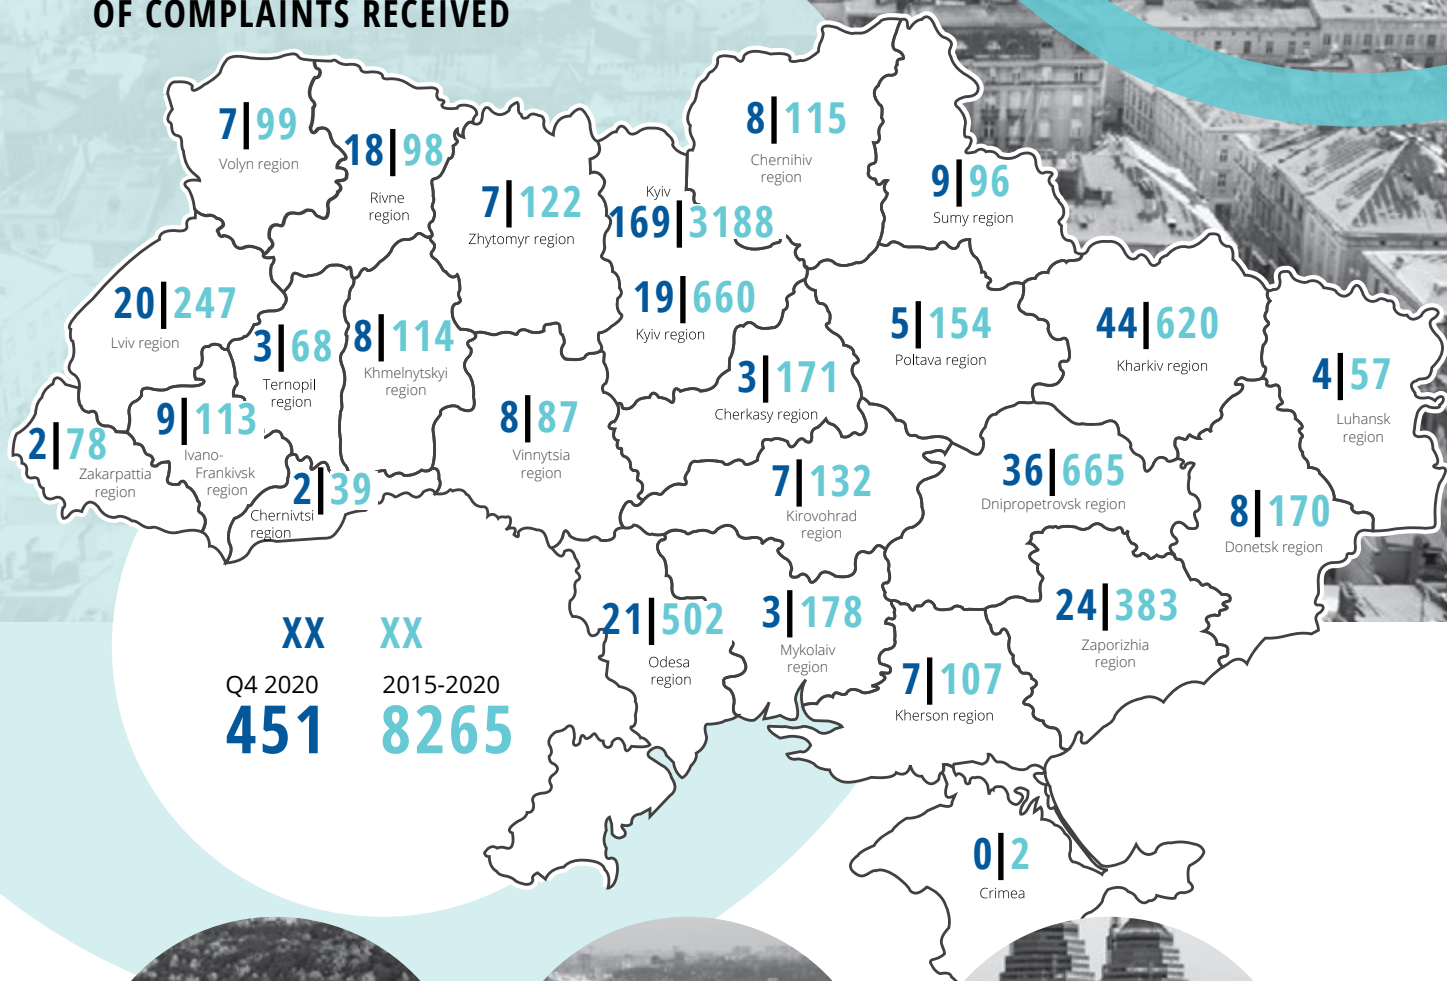 OF COMPLAINTS RECEIVED
7|99
Volyn region
18|98
Rivne
region
7|122
Zhytomyr region
Kyiv
169|3188
8|115
Chernihiv
region
9|96
Sumy region
20|247
Lviv region
3|68
Ternopil
region
8|114
Khmelnytskyi
region
19|660
Kyiv region
3|171
Cherkasy region
5|154
Poltava region
44|620
Kharkiv region
4|57
Luhansk
region
2|78
Zakarpattia
region
9|113
Ivano-
Frankivsk
region
2|39
Chernivtsi
region
8|87
Vinnytsia
region
7|132
Kirovohrad
region
36|665
Dnipropetrovsk region
8|170
Donetsk region
21|502
Odesa
region
3|178
Mykolaiv
region
7|107
Kherson region
24|383
Zaporizhia
region
0|2
Crimea
XX XX
Q4 2020 2015-2020
451 8265